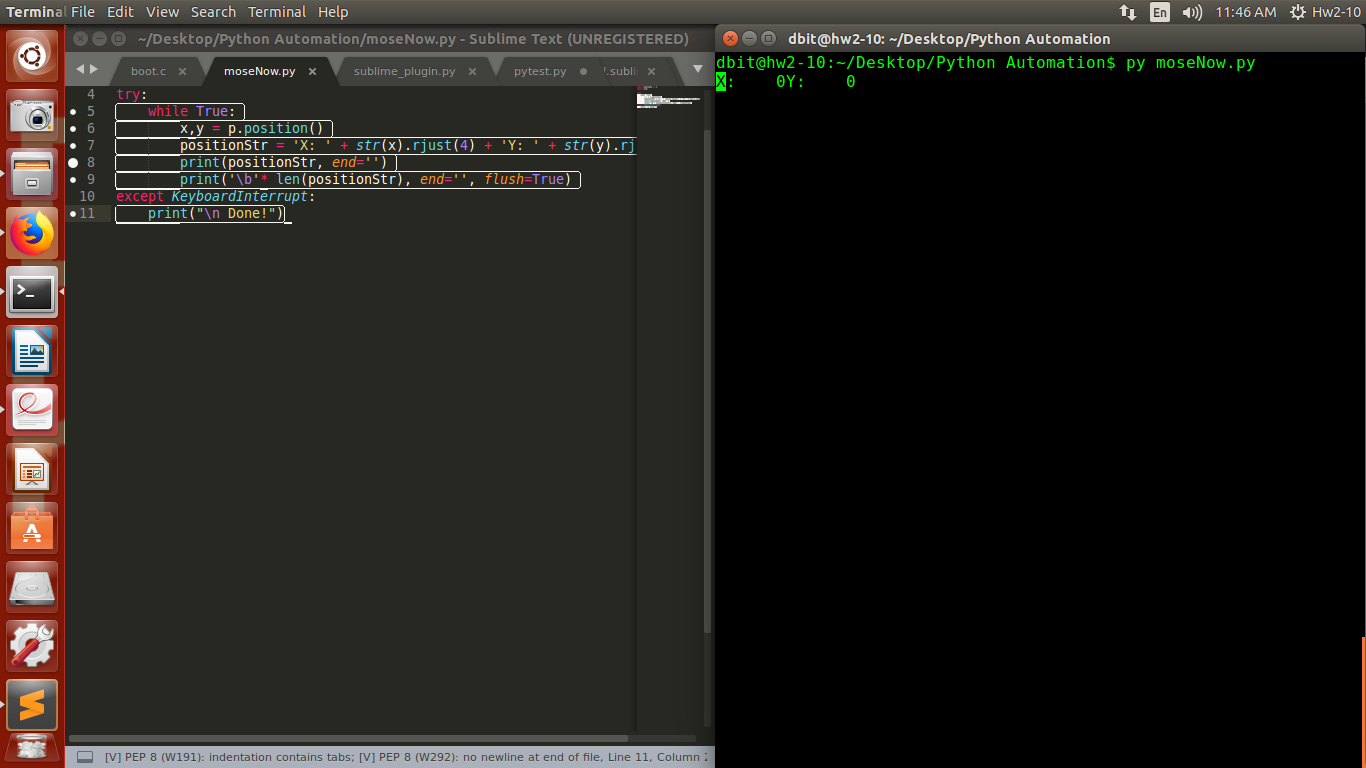 Terminal File Edit View Search Terminal Help En 11:46 AM Hw2-10
~/Desktop/Python Automation/moseNow.py - Sublime Text (UNREGISTERED)
boot.c × moseNow.py × sublime_plugin.py × pytest.py l.subli ×
4 try:
5 while True:
6 x,y = p.position()
7 positionStr = 'X: ' + str(x).rjust(4) + 'Y: ' + str(y).rj
8 print(positionStr, end='')
9 print('\b'* len(positionStr), end='', flush=True)
10 except KeyboardInterrupt:
11 print("\n Done!")
[V] PEP 8 (W191): indentation contains tabs; [V] PEP 8 (W292): no newline at end of file, Line 11, Column 2
dbit@hw2-10: ~/Desktop/Python Automation
dbit@hw2-10:~/Desktop/Python Automation$ py moseNow.py
X:    0Y:    0